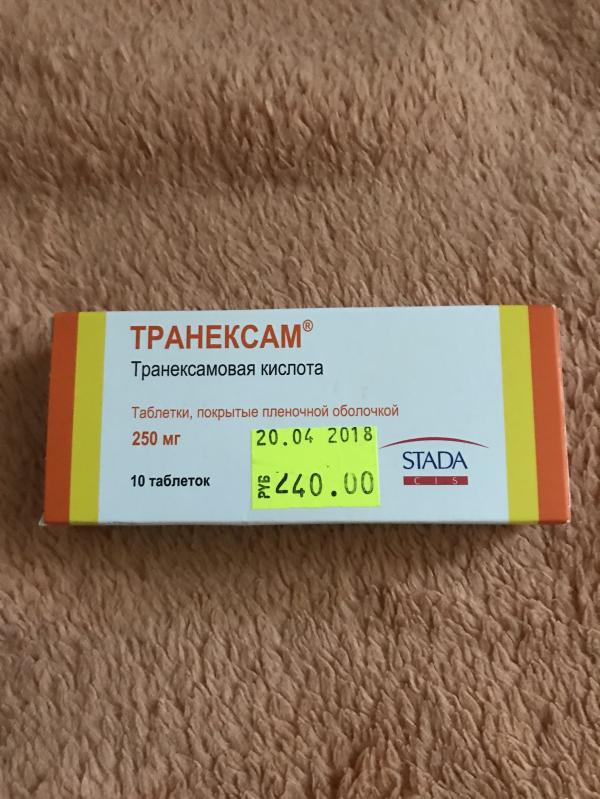 ТРАНЕКСАМ®
Транексамовая кислота
Таблетки, покрытые пленочной оболочкой
250 мг
10 таблеток
20.04 2018
РУБ 240.00
STADA
CIS